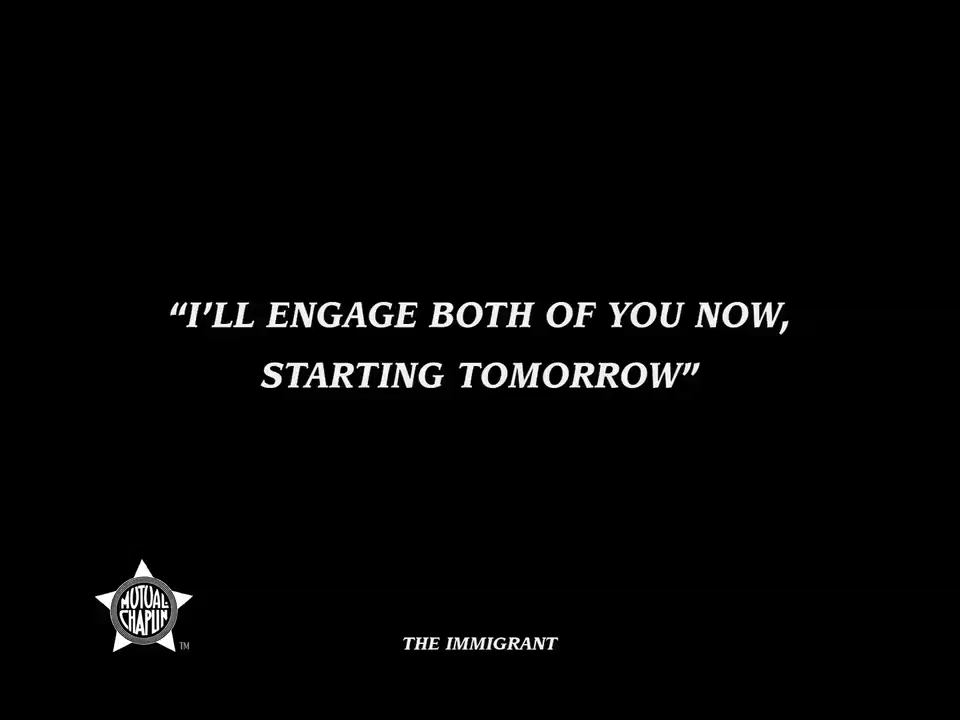 “I’LL ENGAGE BOTH OF YOU NOW,
STARTING TOMORROW”
MUTUAL
CHAPLIN
TM
THE IMMIGRANT